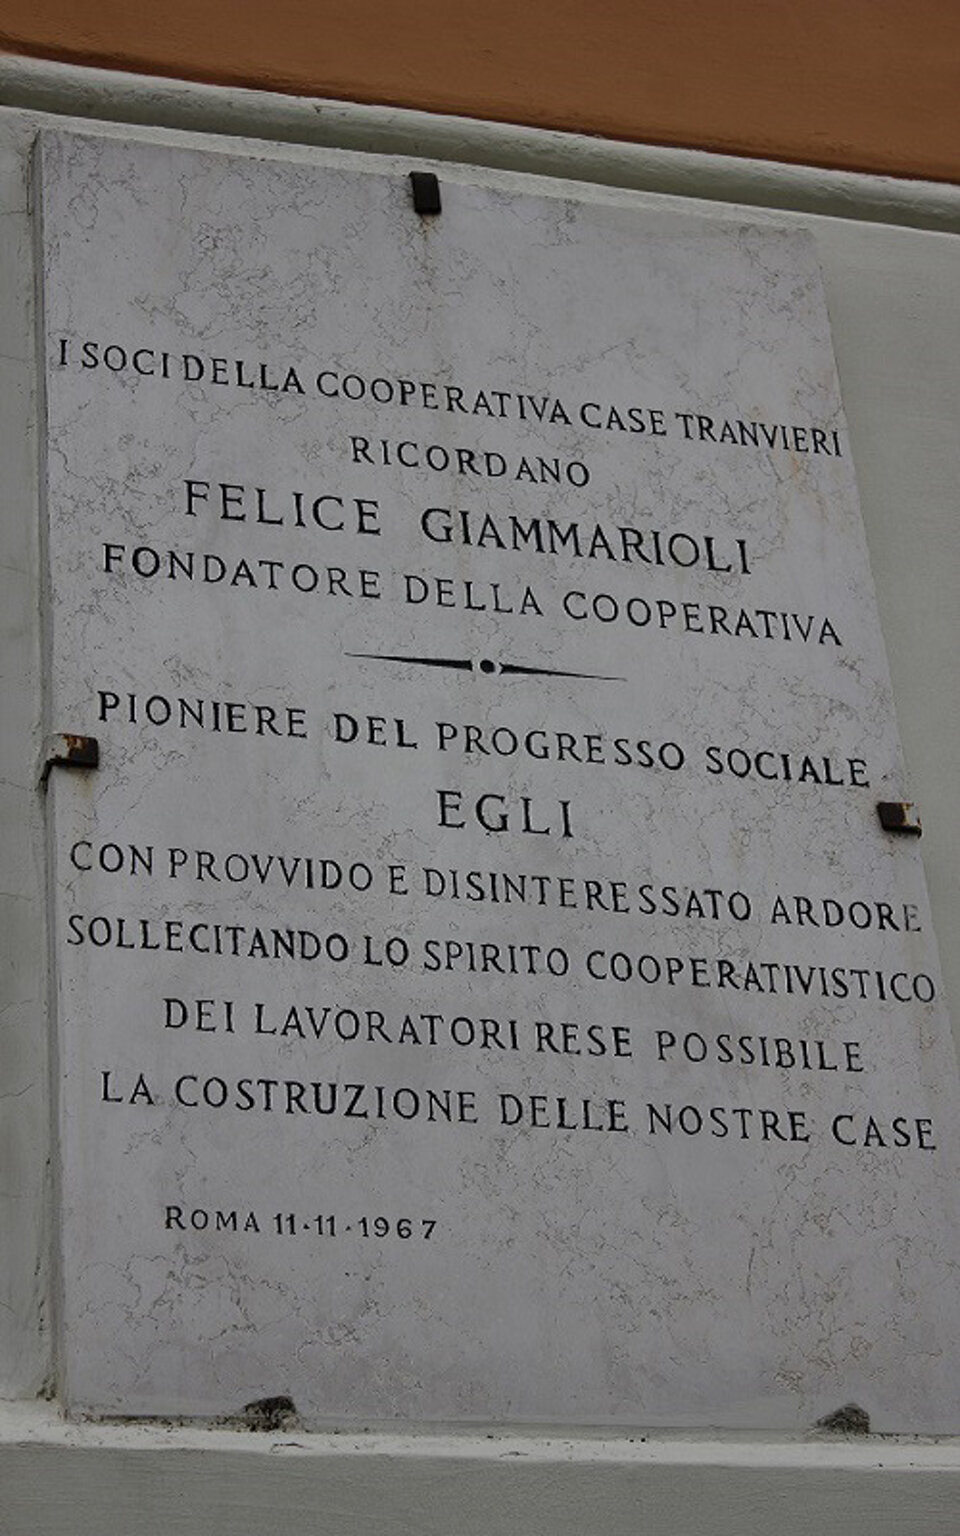 I SOCI DELLA COOPERATIVA CASE TRANVIERI
RICORDANO
FELICE GIAMMARIOLI
FONDATORE DELLA COOPERATIVA
PIONIERE DEL PROGRESSO SOCIALE
EGLI
CON PROVVIDO E DISINTERESSATO ARDORE
SOLLECITANDO LO SPIRITO COOPERATIVISTICO
DEI LAVORATORI RESE POSSIBILE
LA COSTRUZIONE DELLE NOSTRE CASE
ROMA 11·11·1967